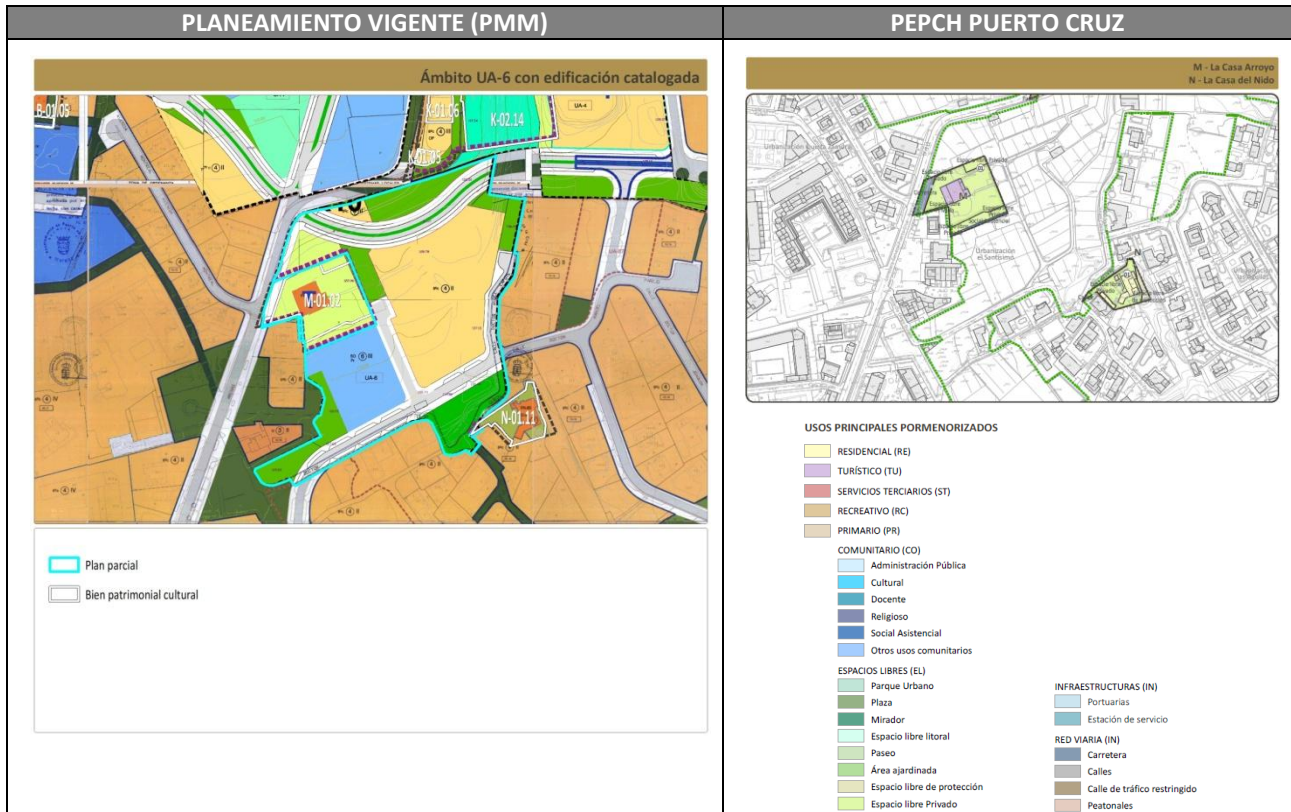 PLANEAMIENTO VIGENTE (PMM)
PEPCH PUERTO CRUZ
Ámbito UA-6 con edificación catalogada
B-01.05
K-01.06
K-02.14
UA-4
M-01.02
UA-6
N-01.11
Plan parcial
Bien patrimonial cultural
M - La Casa Arroyo
N - La Casa del Nido
M
N
Urbanización
el Santísimo
USOS PRINCIPALES PORMENORIZADOS
RESIDENCIAL (RE)
TURÍSTICO (TU)
SERVICIOS TERCIARIOS (ST)
RECREATIVO (RC)
PRIMARIO (PR)
COMUNITARIO (CO)
Administración Pública
Cultural
Docente
Religioso
Social Asistencial
Otros usos comunitarios
ESPACIOS LIBRES (EL)
Parque Urbano
Plaza
Mirador
Espacio libre litoral
Paseo
Área ajardinada
Espacio libre de protección
Espacio libre Privado
INFRAESTRUCTURAS (IN)
Portuarias
Estación de servicio
RED VIARIA (IN)
Carretera
Calles
Calle de tráfico restringido
Peatonales